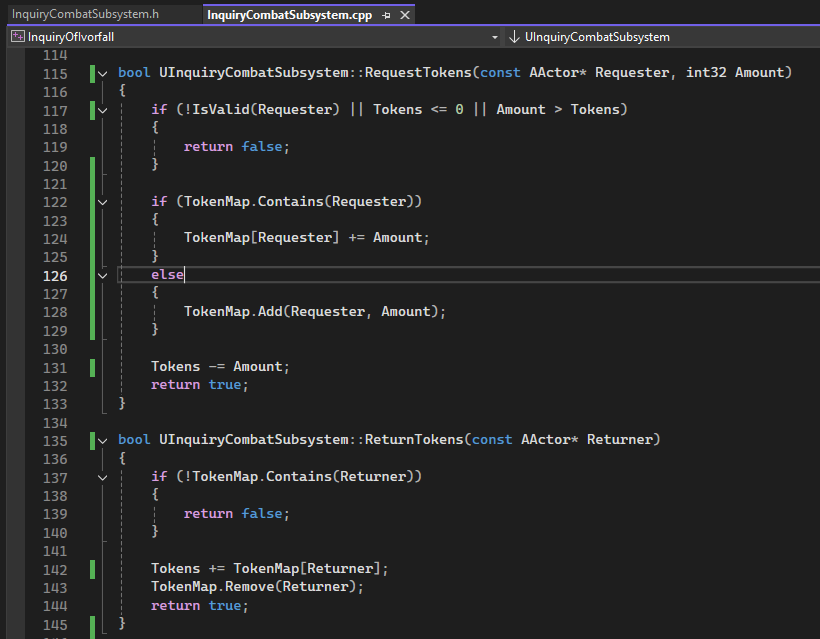 InquiryCombatSubsystem.h
InquiryCombatSubsystem.cpp
InquiryOfIvorfall
UInquiryCombatSubsystem
114
115 bool UInquiryCombatSubsystem::RequestTokens(const AActor* Requester, int32 Amount)
116 {
117 if (!IsValid(Requester) || Tokens <= 0 || Amount > Tokens)
118 {
119 return false;
120 }
121
122 if (TokenMap.Contains(Requester))
123 {
124 TokenMap[Requester] += Amount;
125 }
126 else
127 {
128 TokenMap.Add(Requester, Amount);
129 }
130
131 Tokens -= Amount;
132 return true;
133 }
134
135 bool UInquiryCombatSubsystem::ReturnTokens(const AActor* Returner)
136 {
137 if (!TokenMap.Contains(Returner))
138 {
139 return false;
140 }
141
142 Tokens += TokenMap[Returner];
143 TokenMap.Remove(Returner);
144 return true;
145 }